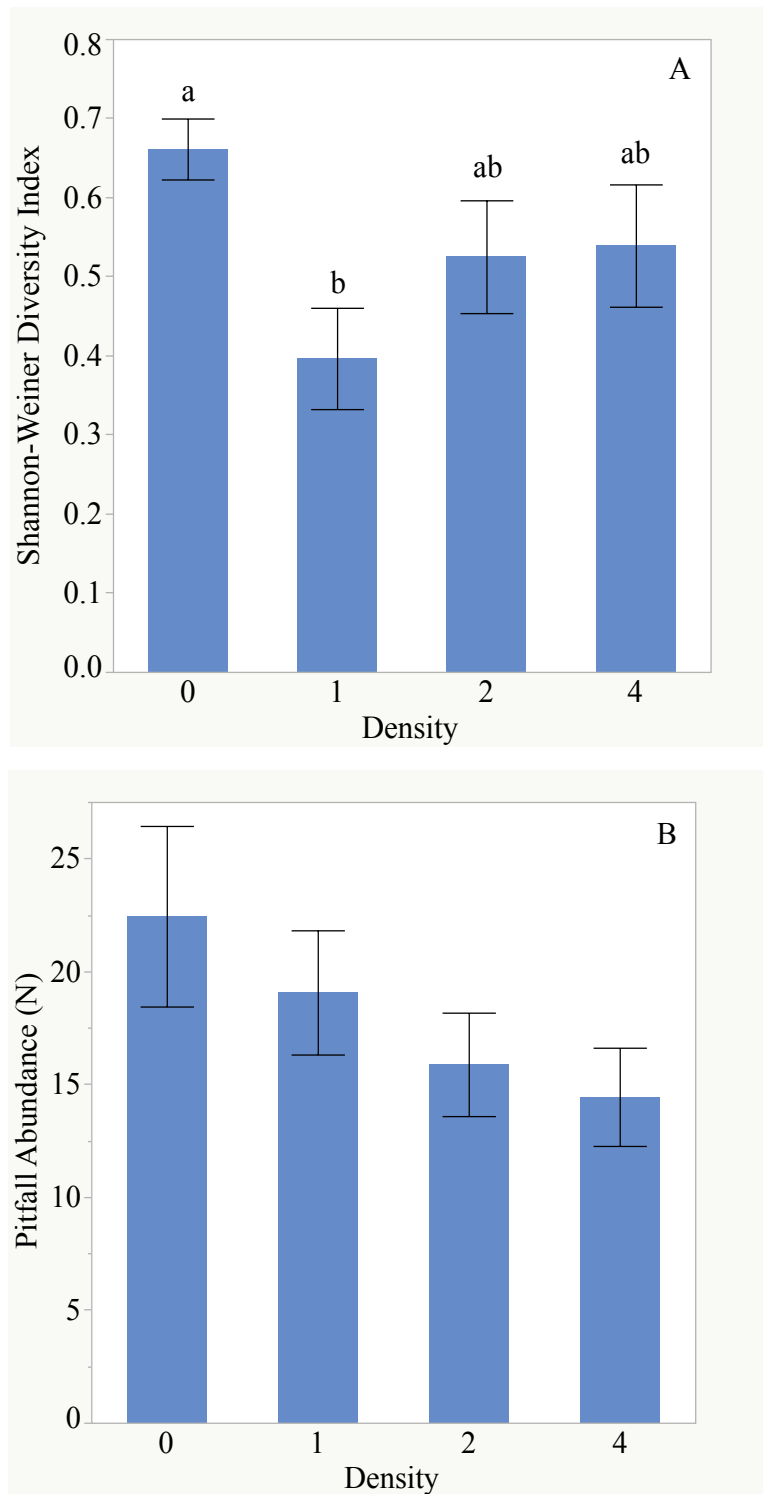 A
Shannon-Weiner Diversity Index
0.8
0.7
0.6
0.5
0.4
0.3
0.2
0.1
0.0
a
b
ab
ab
0 1 2 4
Density
B
Pitfall Abundance (N)
25
20
15
10
5
0
0 1 2 4
Density